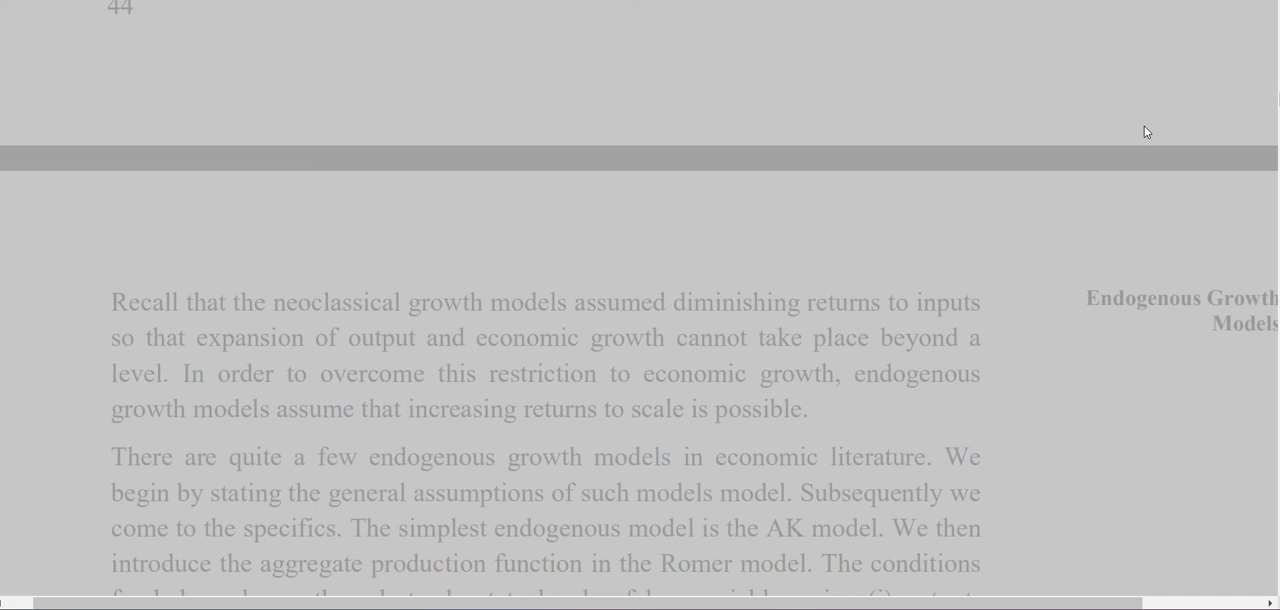 44
Recall that the neoclassical growth models assumed diminishing returns to inputs
so that expansion of output and economic growth cannot take place beyond a
level. In order to overcome this restriction to economic growth, endogenous
growth models assume that increasing returns to scale is possible.
Endogenous Growth
Models
There are quite a few endogenous growth models in economic literature. We
begin by stating the general assumptions of such models model. Subsequently we
come to the specifics. The simplest endogenous model is the AK model. We then
introduce the aggregate production function in the Romer model. The conditions